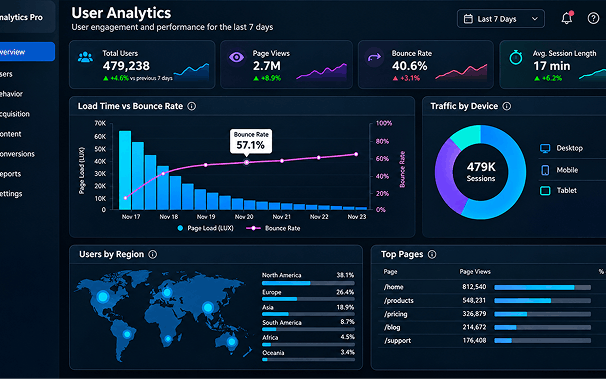 nalytics Pro
User Analytics
User engagement and performance for the last 7 days
Last 7 Days
verview
sers
ehavior
cquisition
ontent
onversions
eports
ettings
Total Users
479,238
▲ +4.6% vs previous 7 days
Page Views
2.7M
▲ +8.9%
Bounce Rate
40.6%
▲ +3.1%
Avg. Session Length
17 min
▲ +6.2%
Load Time vs Bounce Rate
Page Load (LUX)
70K
60K
50K
40K
30K
20K
10K
0
100%
80%
60%
40%
20%
0%
Bounce Rate
Bounce Rate
57.1%
Nov 17 Nov 18 Nov 19 Nov 20 Nov 21 Nov 22 Nov 23
Page Load (LUX) Bounce Rate
Traffic by Device
479K
Sessions
Desktop
Mobile
Tablet
Users by Region
North America 38.1%
Europe 26.4%
Asia 18.9%
South America 8.7%
Africa 4.5%
Oceania 3.4%
Top Pages
Page Page Views %
/home 812,540
/products 548,231
/pricing 326,879
/blog 214,672
/support 176,408